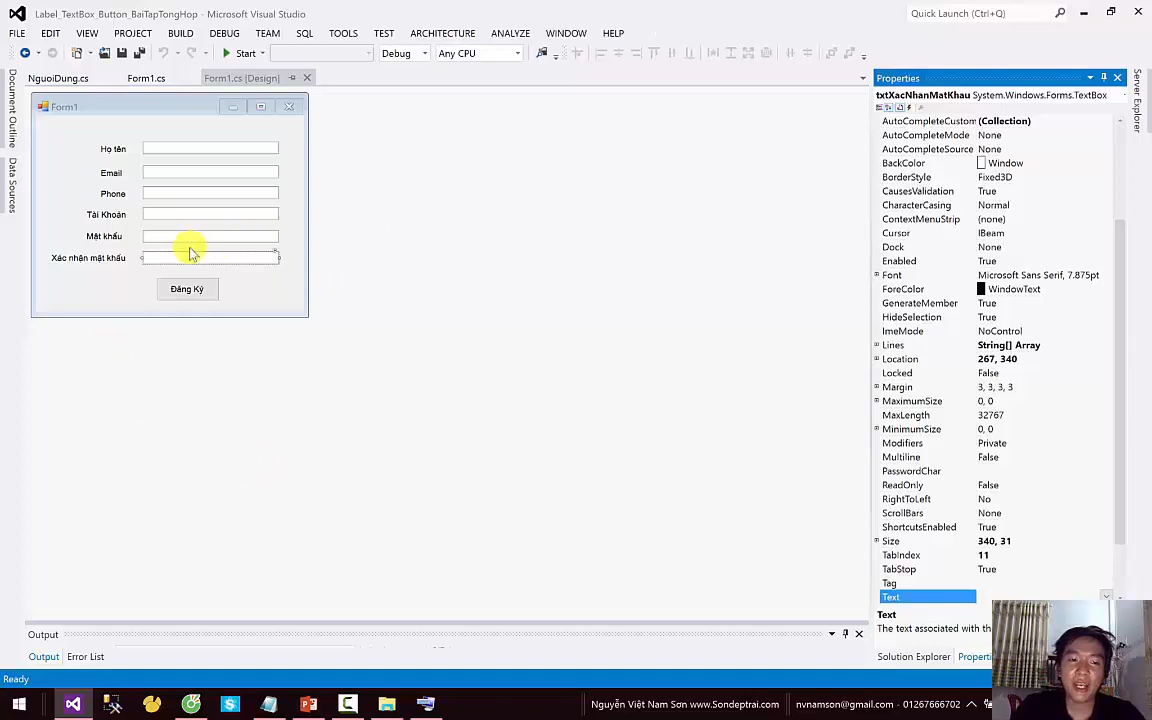 Label_TextBox_Button_BaiTapTongHop - Microsoft Visual Studio
Quick Launch (Ctrl+Q)
FILE EDIT VIEW PROJECT BUILD DEBUG TEAM SQL TOOLS TEST ARCHITECTURE ANALYZE WINDOW HELP
Start Debug Any CPU
Document Outline
Data Sources
Server Explorer
NguoiDung.cs Form1.cs Form1.cs [Design]
Form1
Họ tên
Email
Phone
Tài Khoản
Mật khẩu
Xác nhận mật khẩu
Đăng Ký
Properties
txtXacNhanMatKhau System.Windows.Forms.TextBox
AutoCompleteCustom (Collection)
AutoCompleteMode None
AutoCompleteSource None
BackColor Window
BorderStyle Fixed3D
CausesValidation True
CharacterCasing Normal
ContextMenuStrip (none)
Cursor IBeam
Dock None
Enabled True
Font Microsoft Sans Serif, 7.875pt
ForeColor WindowText
GenerateMember True
HideSelection True
ImeMode NoControl
Lines String[] Array
Location 267, 340
Locked False
Margin 3, 3, 3, 3
MaximumSize 0, 0
MaxLength 32767
MinimumSize 0, 0
Modifiers Private
Multiline False
PasswordChar
ReadOnly False
RightToLeft No
ScrollBars None
ShortcutsEnabled True
Size 340, 31
TabIndex 11
TabStop True
Tag
Text
Text
The text associated with
Solution Explorer
Output
Output Error List
Ready
Nguyễn Việt Nam Sơn www.Sondeptrai.com
nvnamson@gmail.com - 01267666702